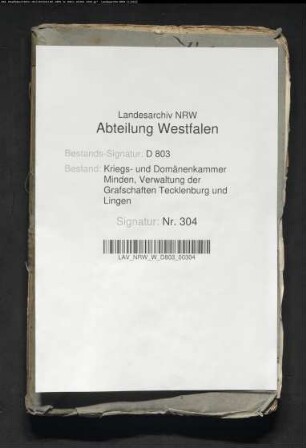 Landesarchiv NRW
Abteilung Westfalen
Bestands-Signatur: D 803
Bestand: Kriegs- und Domänenkammer
Minden, Verwaltung der
Grafschaften Tecklenburg und
Lingen
Signatur: Nr. 304
LAV_NRW_W_D803_00304